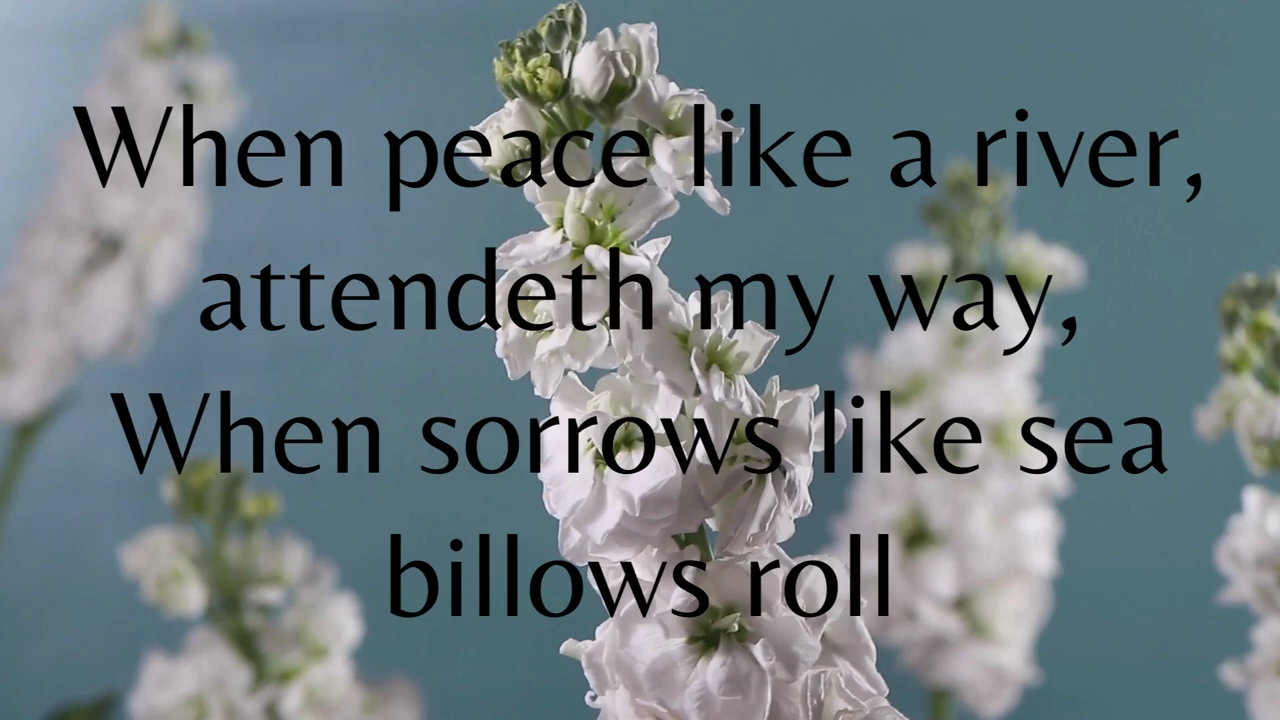 When peace like a river,
attendeth my way,
When sorrows like sea
billows roll